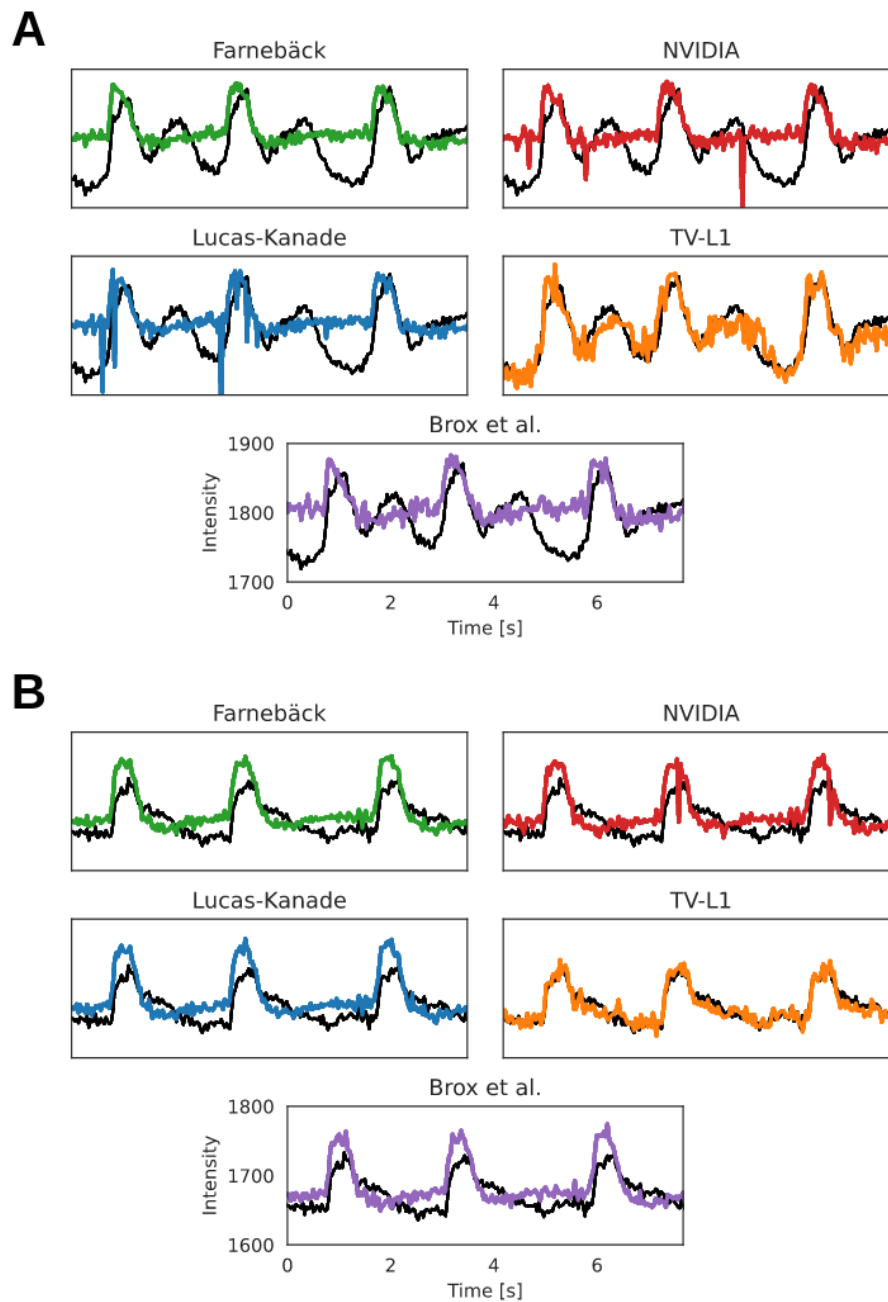 A
Farnebäck
NVIDIA
Lucas-Kanade
TV-L1
Brox et al.
1900
1800
1700
Intensity
0 2 4 6
Time [s]
B
Farnebäck
NVIDIA
Lucas-Kanade
TV-L1
Brox et al.
1800
1700
1600
Intensity
0 2 4 6
Time [s]